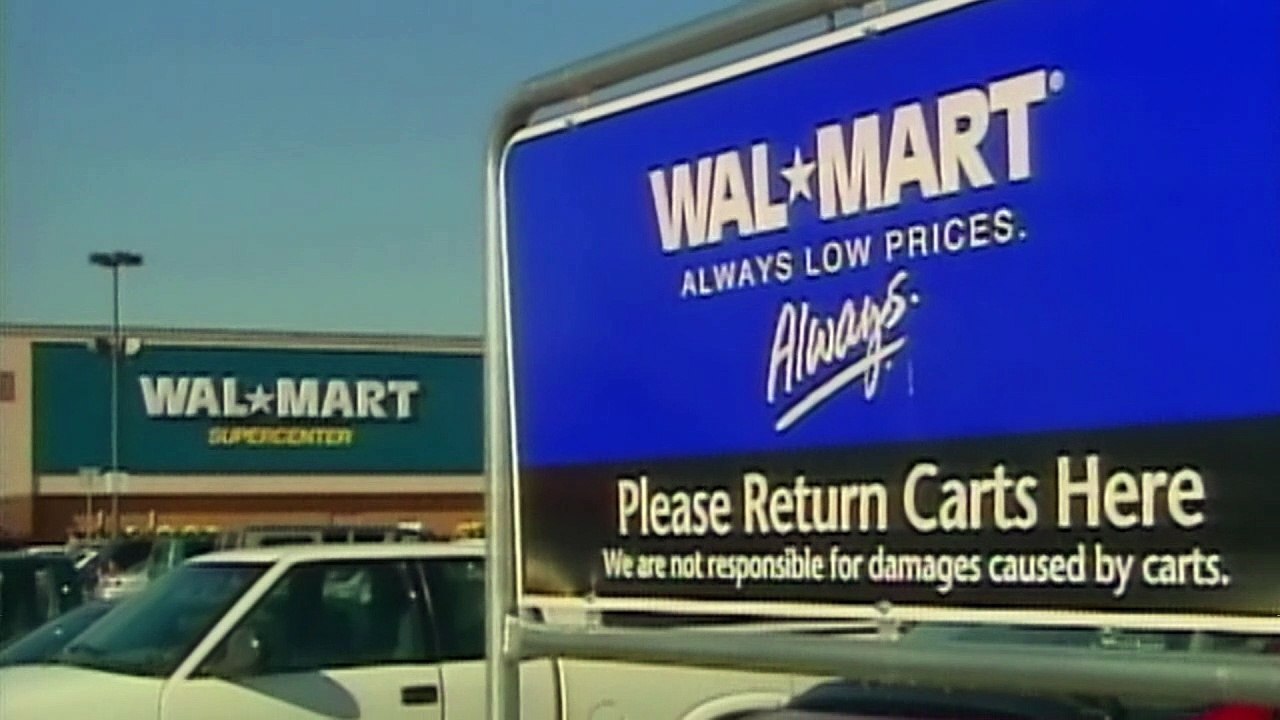 WAL★MART®
ALWAYS LOW PRICES.
Always.
Please Return Carts Here
We are not responsible for damages caused by carts.
WAL★MART
SUPERCENTER